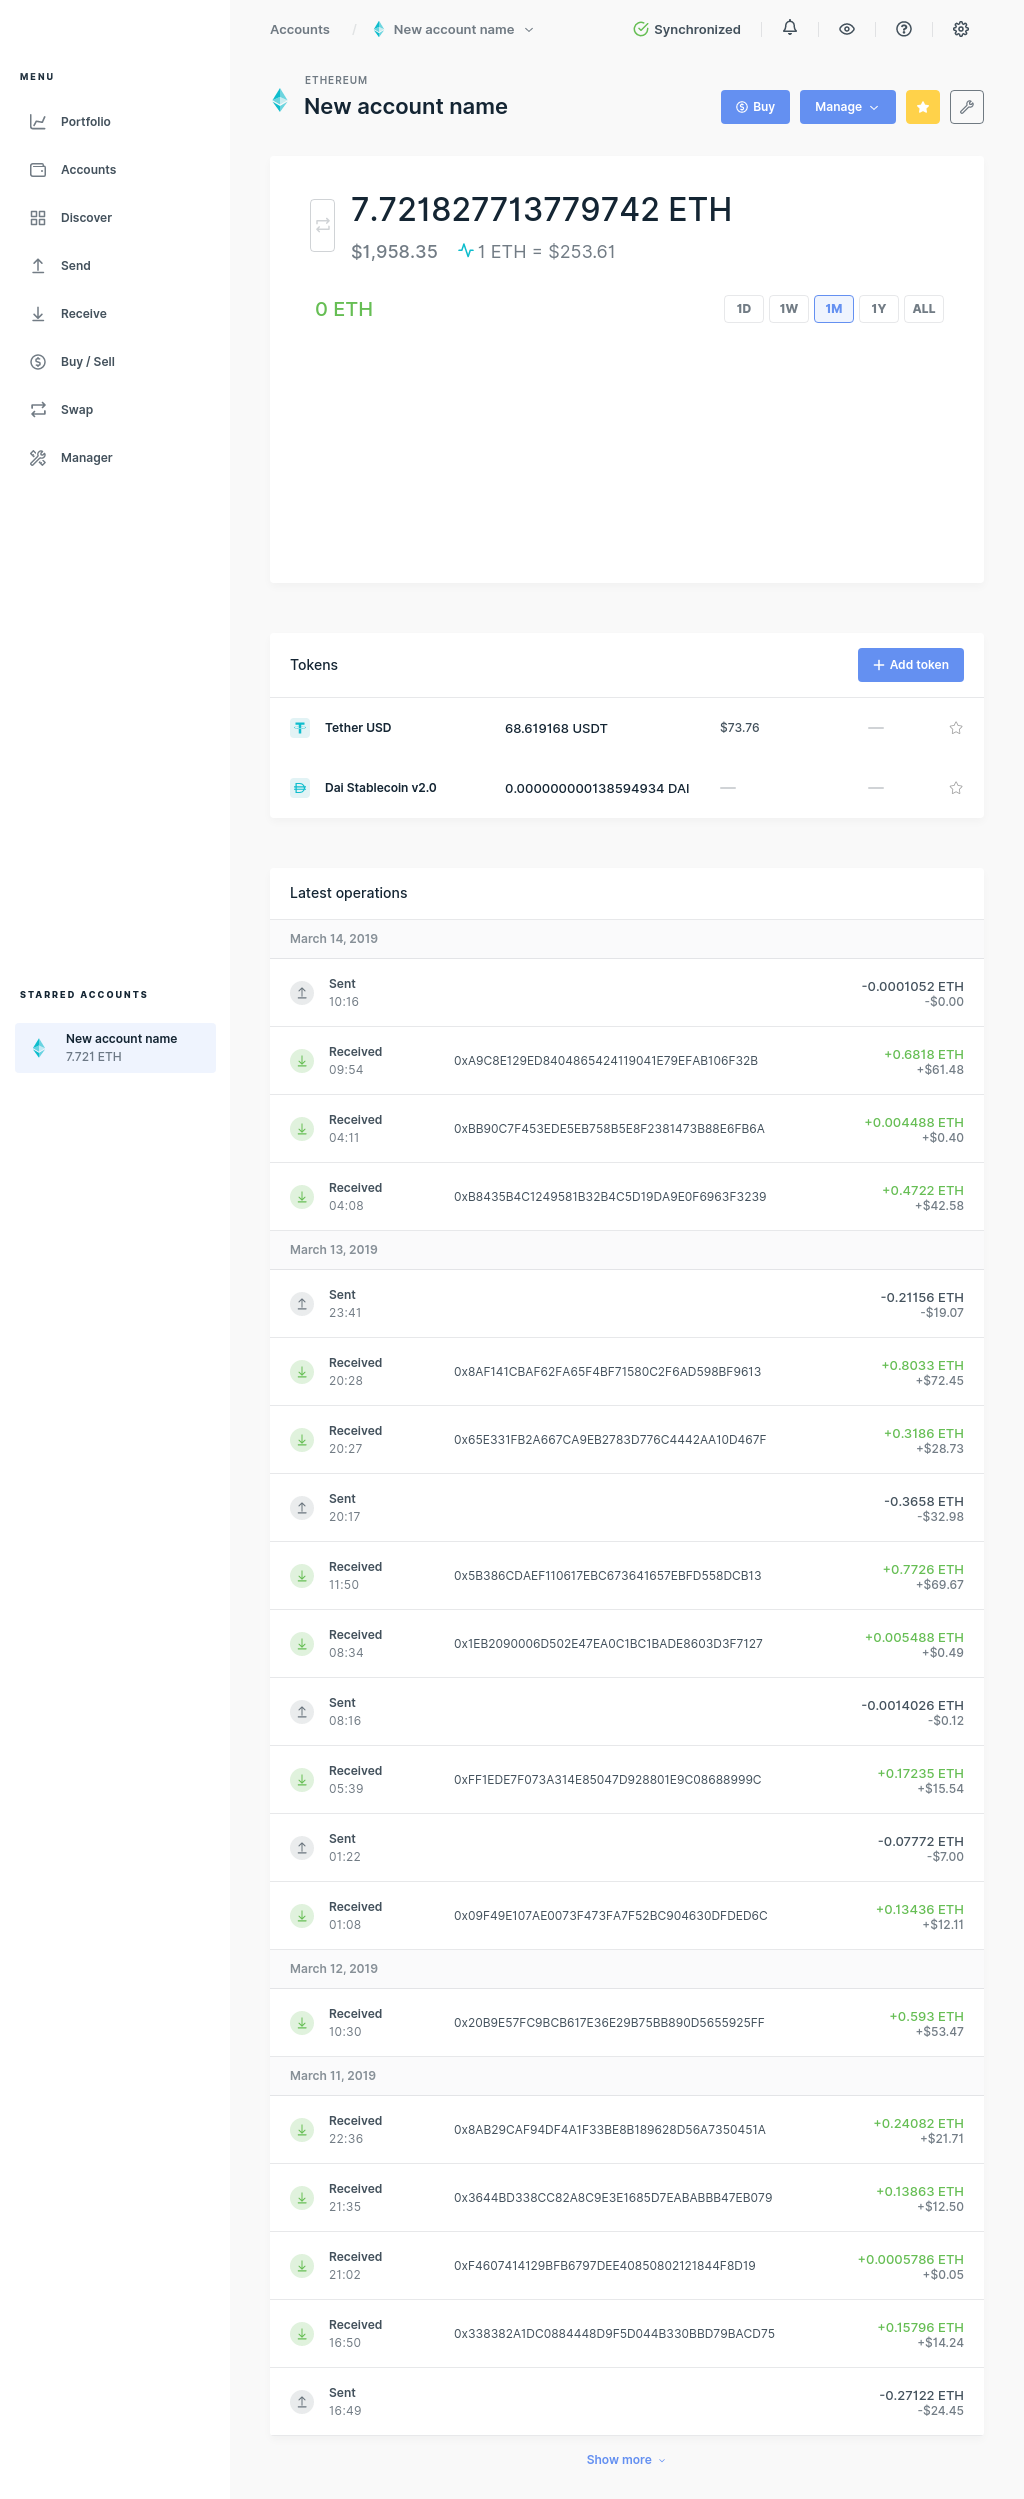 Accounts / New account name
Synchronized
MENU
Portfolio
Accounts
Discover
Send
Receive
Buy / Sell
Swap
Manager
STARRED ACCOUNTS
New account name
7.721 ETH
ETHEREUM
New account name
Buy
Manage
7.721827713779742 ETH
$1,958.35 1 ETH = $253.61
0 ETH
1D 1W 1M 1Y ALL
Tokens
Add token
Tether USD 68.619168 USDT $73.76 —
Dai Stablecoin v2.0 0.000000000138594934 DAI — —
Latest operations
March 14, 2019
Sent -0.0001052 ETH
10:16 -$0.00
Received +0.6818 ETH
0xA9C8E129ED8404865424119041E79EFAB106F32B
09:54 +$61.48
Received +0.004488 ETH
0xBB90C7F453EDE5EB758B5E8F2381473B88E6FB6A
04:11 +$0.40
Received +0.4722 ETH
0xB8435B4C1249581B32B4C5D19DA9E0F6963F3239
04:08 +$42.58
March 13, 2019
Sent -0.21156 ETH
23:41 -$19.07
Received +0.8033 ETH
0x8AF141CBAF62FA65F4BF71580C2F6AD598BF9613
20:28 +$72.45
Received +0.3186 ETH
0x65E331FB2A667CA9EB2783D776C4442AA10D467F
20:27 +$28.73
Sent -0.3658 ETH
20:17 -$32.98
Received +0.7726 ETH
0x5B386CDAEF110617EBC673641657EBFD558DCB13
11:50 +$69.67
Received +0.005488 ETH
0x1EB2090006D502E47EA0C1BC1BADE8603D3F7127
08:34 +$0.49
Sent -0.0014026 ETH
08:16 -$0.12
Received +0.17235 ETH
0xFF1EDE7F073A314E85047D928801E9C08688999C
05:39 +$15.54
Sent -0.07772 ETH
01:22 -$7.00
Received +0.13436 ETH
0x09F49E107AE0073F473FA7F52BC904630DFDED6C
01:08 +$12.11
March 12, 2019
Received +0.593 ETH
0x20B9E57FC9BCB617E36E29B75BB890D5655925FF
10:30 +$53.47
March 11, 2019
Received +0.24082 ETH
0x8AB29CAF94DF4A1F33BE8B189628D56A7350451A
22:36 +$21.71
Received +0.13863 ETH
0x3644BD338CC82A8C9E3E1685D7EABABBB47EB079
21:35 +$12.50
Received +0.0005786 ETH
0xF4607414129BFB6797DEE40850802121844F8D19
21:02 +$0.05
Received +0.15796 ETH
0x338382A1DC0884448D9F5D044B330BBD79BACD75
16:50 +$14.24
Sent -0.27122 ETH
16:49 -$24.45
Show more